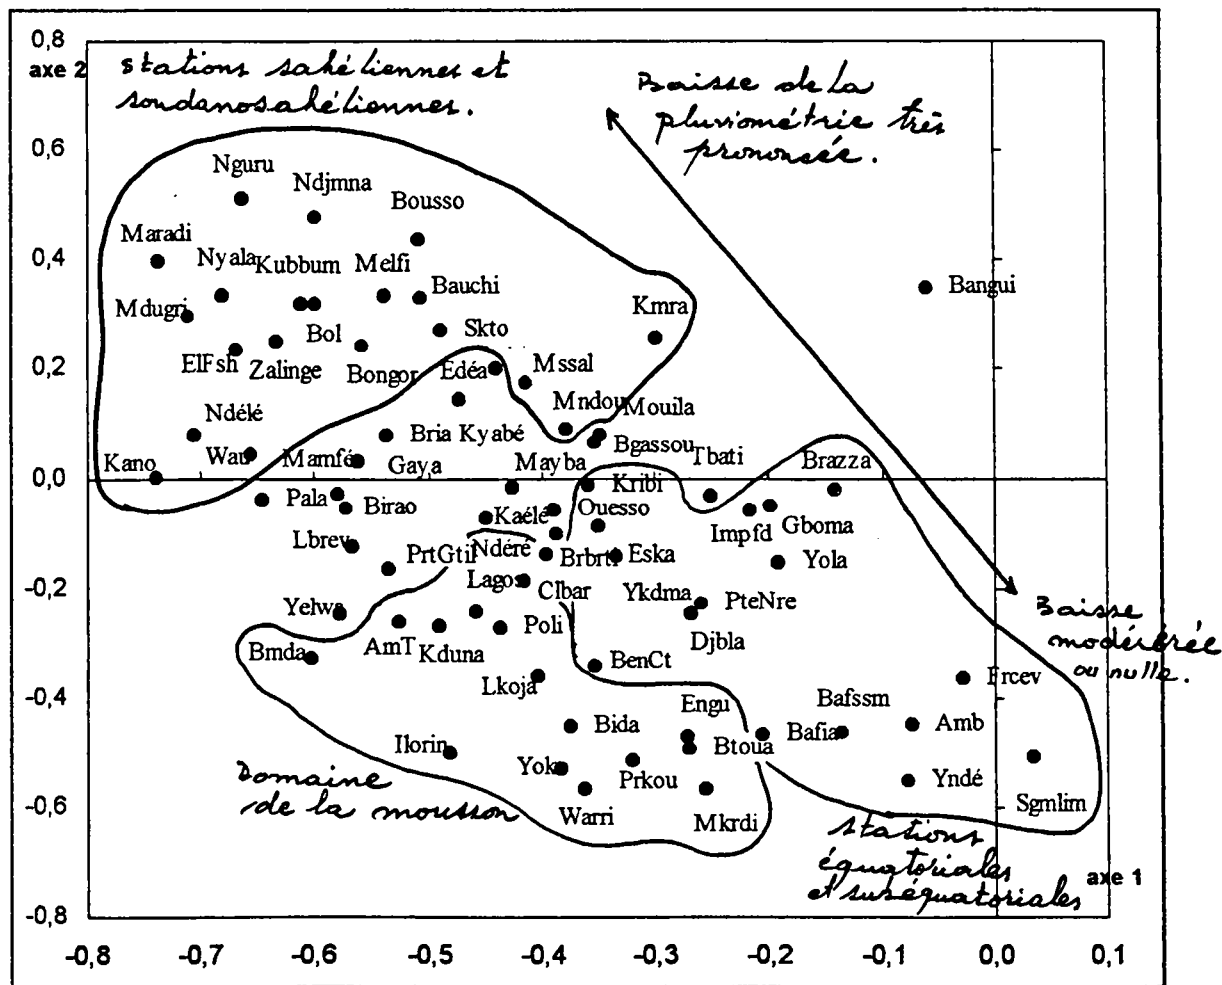 0,8
axe 2
stations sahéliennes et
soudanosahéliennes.
Baisse de la
pluviométrie très
prononcée.
0,6
Nguru
Ndjmna
Bousso
Maradi
0,4
Nyala
Kubbum
Melfi
Bauchi
Bangui
Mdugri
Kmra
Bol
Skto
ElFsh
Zalinge
Bongor
Edéa
Mssal
0,2
Ndélé
Mndou
Mouila
Bria
Kyabé
Bgassou
Kano
Wau
Mamfé
Gaya
Mayba
Tbati
Brazza
0,0
Pala
Birao
Kribi
Kaélé
Ouesso
Impfd
Gboma
Lbrev
PrtGtil
Ndéré
Brbrti
Eska
Yola
-0,2
Lagos
Clbar
Ykdma
PteNre
Yelwa
Baisse
modérérée
ou nulle.
Bmda
AmT
Kduna
Poli
Djbla
BenCt
Lkoja
Frcev
-0,4
Engu
Bafssm
Bida
Btoua
Bafia
Amb
Ilorin
Yok
Prkou
Yndé
Domaine
de la mousson
-0,6
Warri
Mkrdi
Sgmlim
stations
équatoriales
et subéquatoriales
axe 1
-0,8
-0,8 -0,7 -0,6 -0,5 -0,4 -0,3 -0,2 -0,1 0,0 0,1